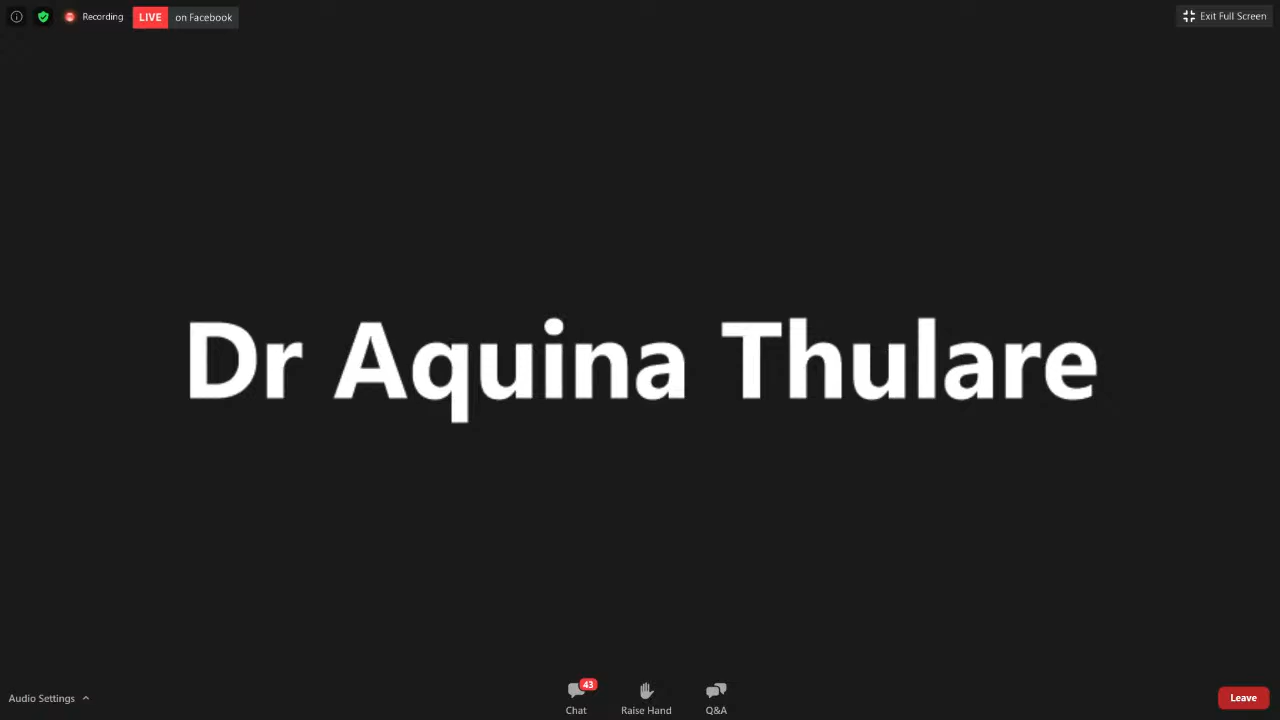 Recording LIVE on Facebook Exit Full Screen
Dr Aquina Thulare
Audio Settings 43 Leave
Chat Raise Hand Q&A